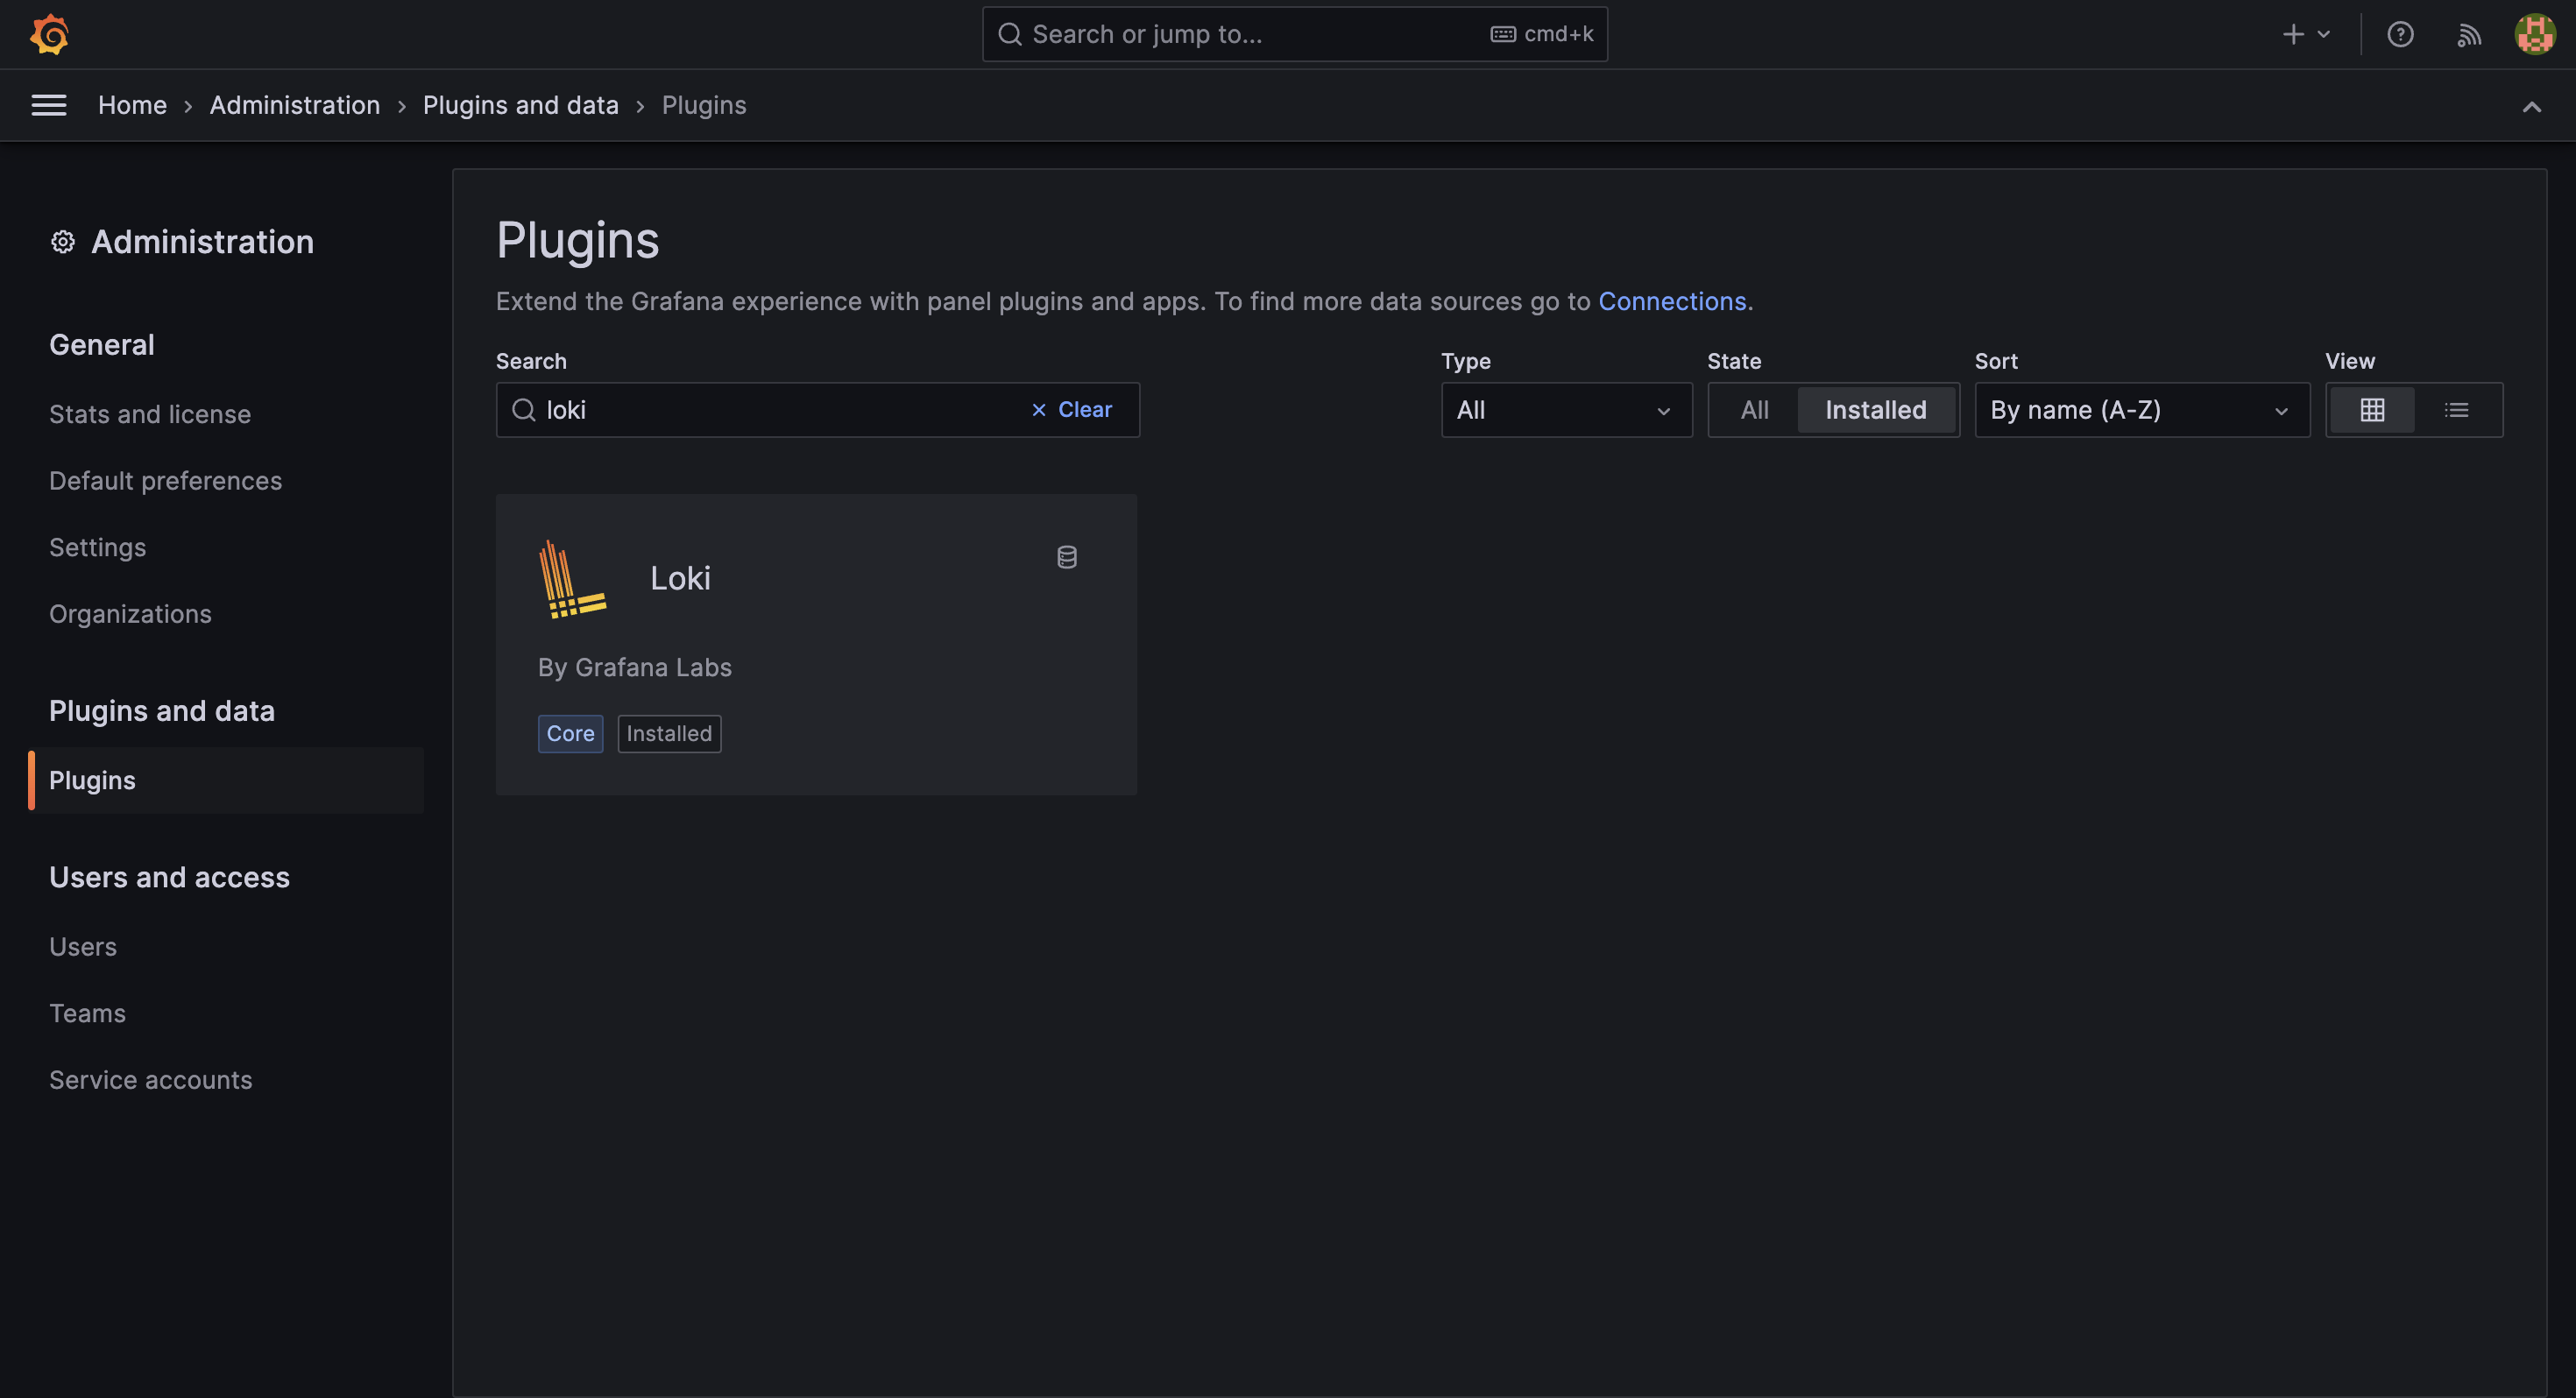 Search or jump to...
cmd+k
Home › Administration › Plugins and data › Plugins
Administration
General
Stats and license
Default preferences
Settings
Organizations
Plugins and data
Plugins
Users and access
Users
Teams
Service accounts
Plugins
Extend the Grafana experience with panel plugins and apps. To find more data sources go to Connections.
Search
loki
Clear
Type
All
State
All Installed
Sort
By name (A-Z)
View
Loki
By Grafana Labs
Core Installed